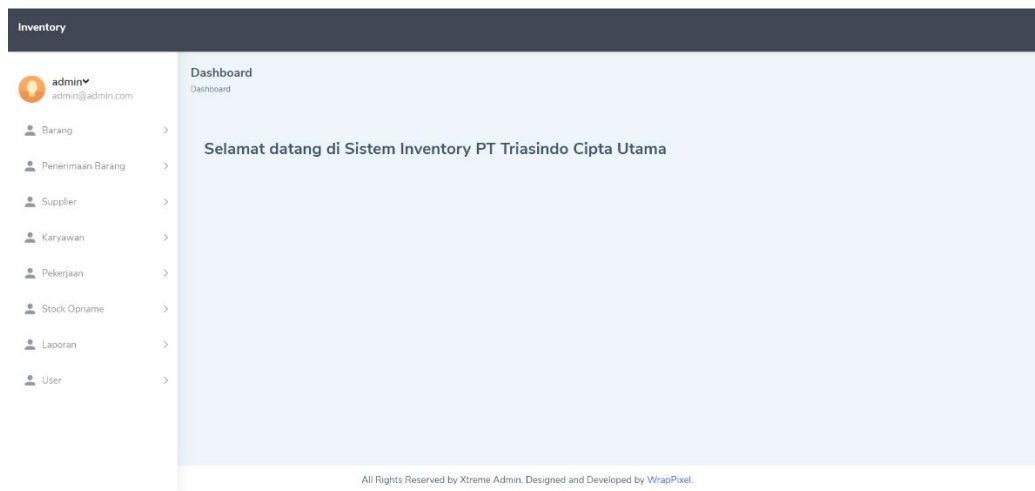 Inventory
admin
admin@admin.com
Barang
Penerimaan Barang
Supplier
Karyawan
Pekerjaan
Stock Opname
Laporan
User
Dashboard
Dashboard
Selamat datang di Sistem Inventory PT Triasindo Cipta Utama
All Rights Reserved by Xtreme Admin. Designed and Developed by WrapPixel.